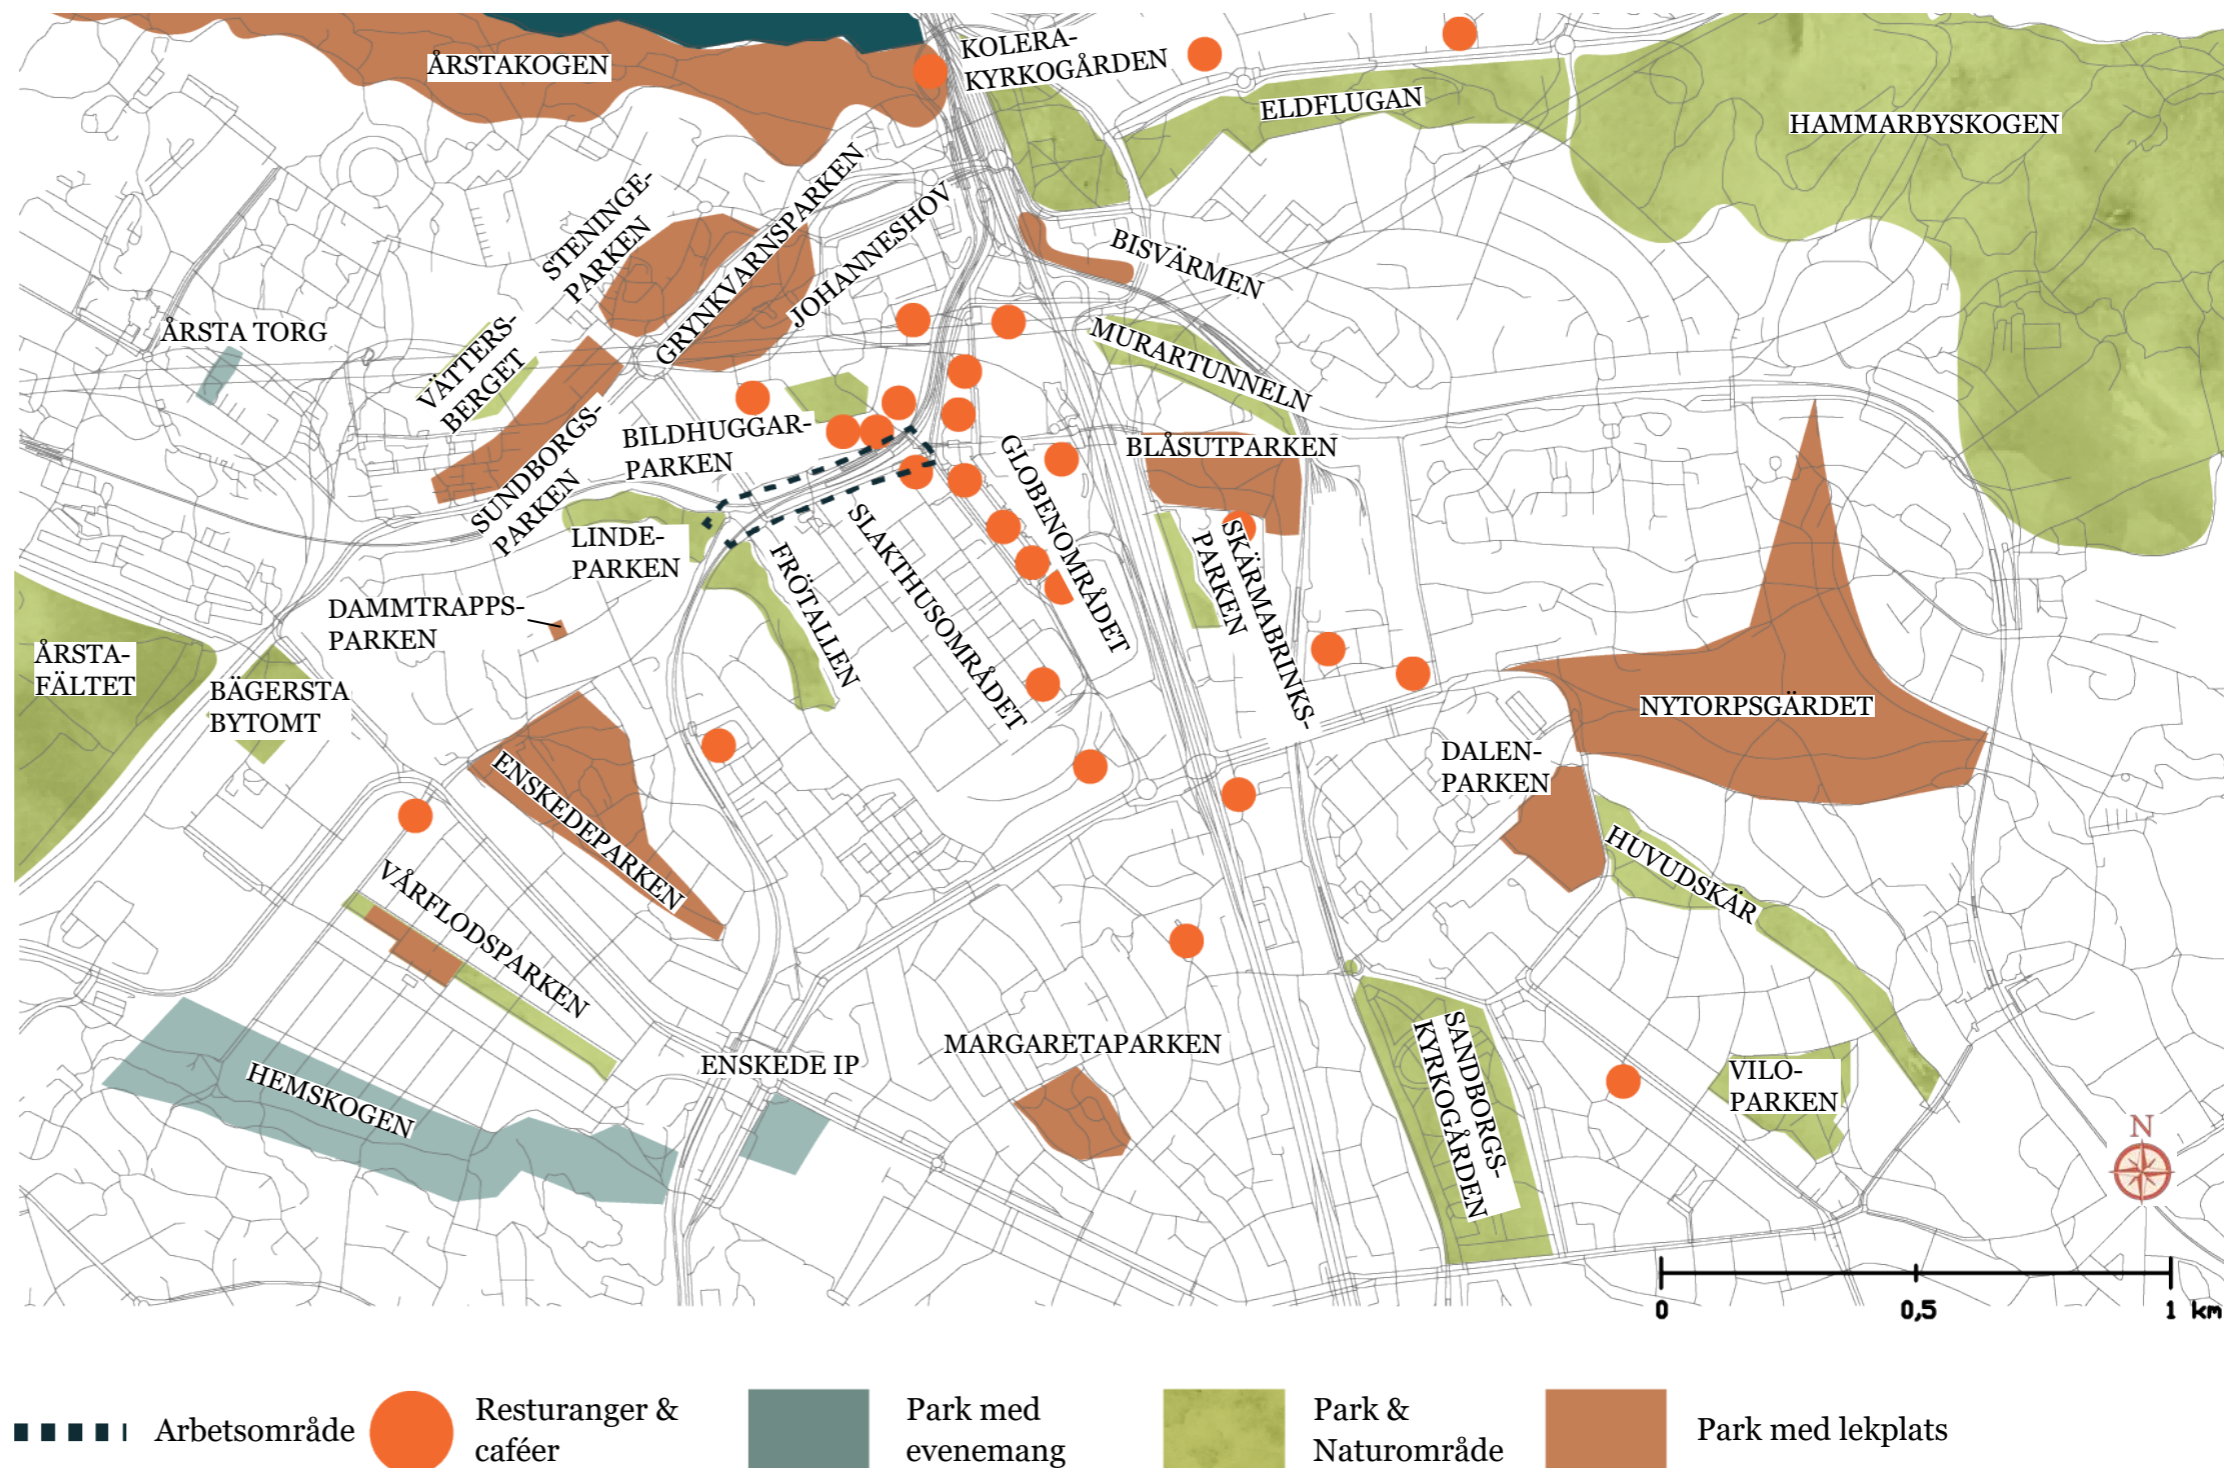 ÅRSTAKOGEN
KOLERA-
KYRKOGÅRDEN
ELDFLUGAN
HAMMARBYSKOGEN
STENINGE-
PARKEN
GRYNKVARNSPARKEN
JOHANNESHOV
BISVÄRMEN
ÅRSTA TORG
VÄTTERS-
BERGET
MURARTUNNELN
SUNDBORGS-
PARKEN
BILDHUGGAR-
PARKEN
BLÅSUTPARKEN
GLOBENOMRÅDET
SLAKTHUSOMRÅDET
LINDE-
PARKEN
FRÖTALLEN
SKÄRMABRINKS-
PARKEN
DAMMTRAPPS-
PARKEN
ÅRSTA-
FÄLTET
BÄGERSTA
BYTOMT
NYTORPSGÄRDET
DALEN-
PARKEN
ENSKEDEPARKEN
HUVUDSKÄR
VÅRFLODSPARKEN
MARGARETAPARKEN
ENSKEDE IP
HEMSKOGEN
SANDBORGS-
KYRKOGÅRDEN
VILO-
PARKEN
N
0 0,5 1 km
Arbetsområde
Resturanger &
caféer
Park med
evenemang
Park &
Naturområde
Park med lekplats